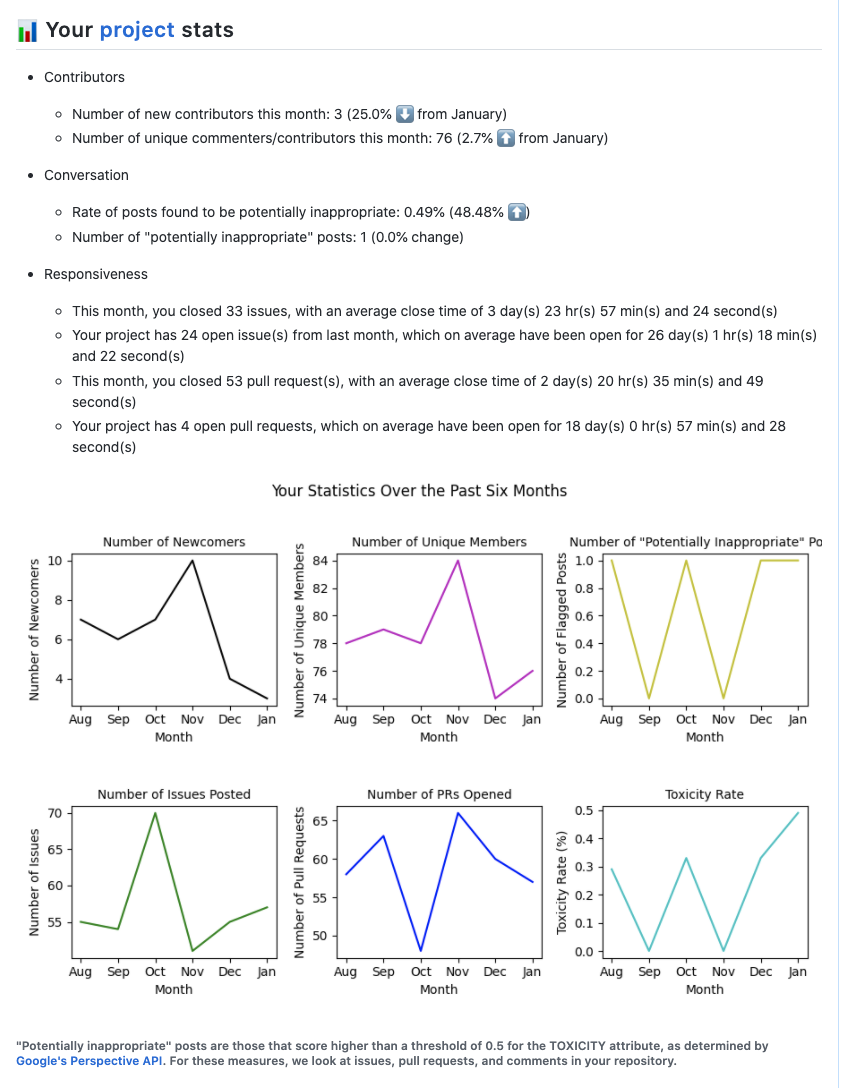 📊 Your project stats
• Contributors
◦ Number of new contributors this month: 3 (25.0% ⬇️ from January)
◦ Number of unique commenters/contributors this month: 76 (2.7% ⬆️ from January)
• Conversation
◦ Rate of posts found to be potentially inappropriate: 0.49% (48.48% ⬆️)
◦ Number of "potentially inappropriate" posts: 1 (0.0% change)
• Responsiveness
◦ This month, you closed 33 issues, with an average close time of 3 day(s) 23 hr(s) 57 min(s) and 24 second(s)
◦ Your project has 24 open issue(s) from last month, which on average have been open for 26 day(s) 1 hr(s) 18 min(s)
and 22 second(s)
◦ This month, you closed 53 pull request(s), with an average close time of 2 day(s) 20 hr(s) 35 min(s) and 49
second(s)
◦ Your project has 4 open pull requests, which on average have been open for 18 day(s) 0 hr(s) 57 min(s) and 28
second(s)
Your Statistics Over the Past Six Months
Number of Newcomers
Number of Newcomers
10
8
6
4
Aug Sep Oct Nov Dec Jan
Month
Number of Unique Members
Number of Unique Members
84
82
80
78
76
74
Aug Sep Oct Nov Dec Jan
Month
Number of "Potentially Inappropriate" Po
Number of Flagged Posts
1.0
0.8
0.6
0.4
0.2
0.0
Aug Sep Oct Nov Dec Jan
Month
Number of Issues Posted
Number of Issues
70
65
60
55
Aug Sep Oct Nov Dec Jan
Month
Number of PRs Opened
Number of Pull Requests
65
60
55
50
Aug Sep Oct Nov Dec Jan
Month
Toxicity Rate
Toxicity Rate (%)
0.5
0.4
0.3
0.2
0.1
0.0
Aug Sep Oct Nov Dec Jan
Month
"Potentially inappropriate" posts are those that score higher than a threshold of 0.5 for the TOXICITY attribute, as determined by
Google's Perspective API. For these measures, we look at issues, pull requests, and comments in your repository.